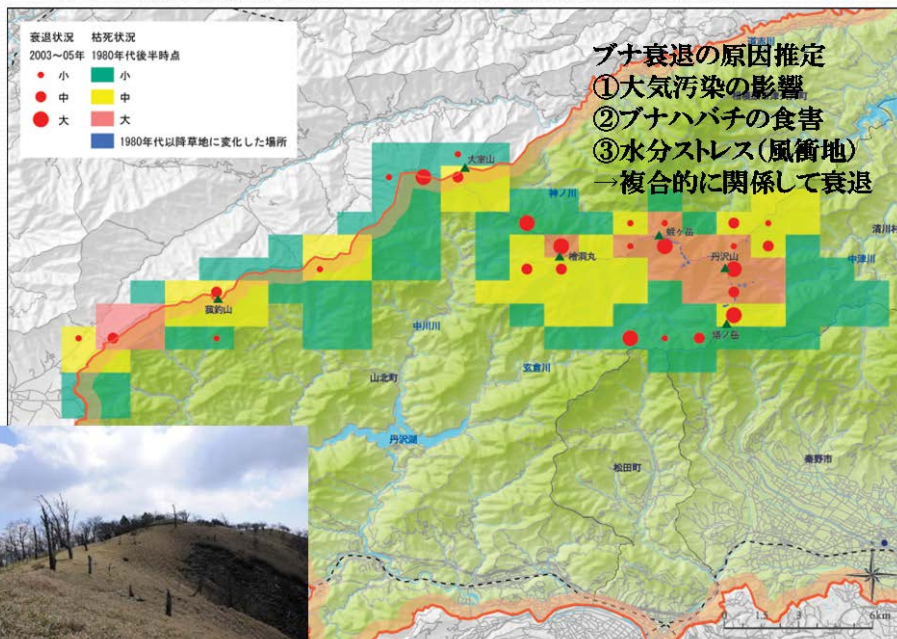 衰退状況 枯死状況
2003～05年 1980年代後半時点
小 小
中 中
大 大
1980年代以降草地に変化した場所
ブナ衰退の原因推定
①大気汚染の影響
②ブナハバチの食害
③水分ストレス(風衝地)
→複合的に関係して衰退
道志川
大室山
神ノ川
蛭ヶ岳
清川村
檜洞丸
丹沢山
中津川
菰釣山
中川川
塔ノ岳
玄倉川
山北町
丹沢湖
松田町
秦野市
0 1.5 3 6km